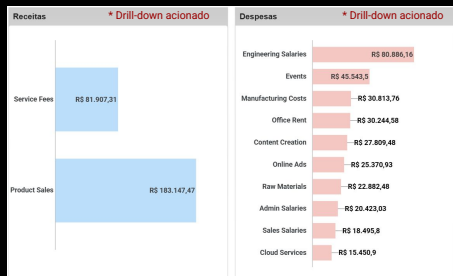 Receitas * Drill-down acionado
Service Fees R$ 81.907,31
Product Sales R$ 183.147,47
Despesas * Drill-down acionado
Engineering Salaries R$ 80.886,16
Events R$ 45.543,5
Manufacturing Costs R$ 30.813,76
Office Rent R$ 30.244,58
Content Creation R$ 27.809,48
Online Ads R$ 25.370,93
Raw Materials R$ 22.882,48
Admin Salaries R$ 20.423,03
Sales Salaries R$ 18.495,8
Cloud Services R$ 15.450,9